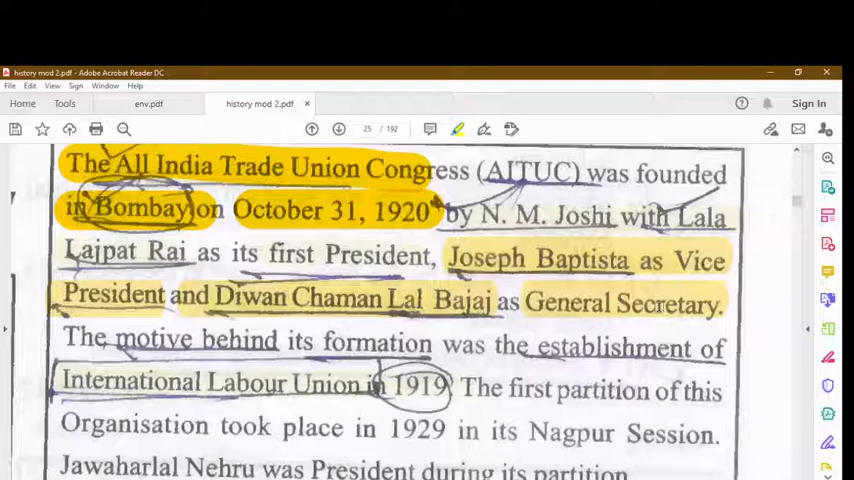 history mod 2.pdf - Adobe Acrobat Reader DC
File Edit View Sign Window Help
Home Tools env.pdf history mod 2.pdf × Sign In
25 / 192
The All India Trade Union Congress (AITUC) was founded
in Bombay on October 31, 1920 by N. M. Joshi with Lala
Lajpat Rai as its first President, Joseph Baptista as Vice
President and Diwan Chaman Lal Bajaj as General Secretary.
The motive behind its formation was the establishment of
International Labour Union in 1919. The first partition of this
Organisation took place in 1929 in its Nagpur Session.
Jawaharlal Nehru was President during its partition.